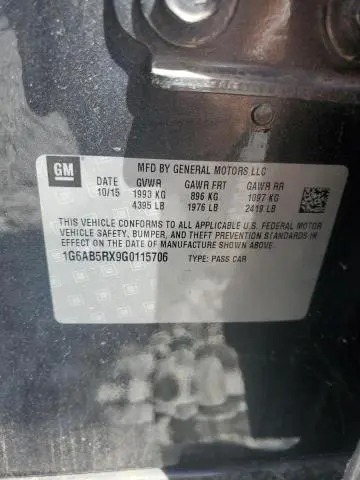 GM
MFD BY GENERAL MOTORS LLC
DATE GVWR GAWR FRT GAWR RR
10/15 1993 KG 896 KG 1097 KG
4395 LB 1976 LB 2419 LB
THIS VEHICLE CONFORMS TO ALL APPLICABLE U.S. FEDERAL MOTOR
VEHICLE SAFETY, BUMPER, AND THEFT PREVENTION STANDARDS IN
EFFECT ON THE DATE OF MANUFACTURE SHOWN ABOVE.
1G6AB5RX9G0115706 TYPE: PASS CAR